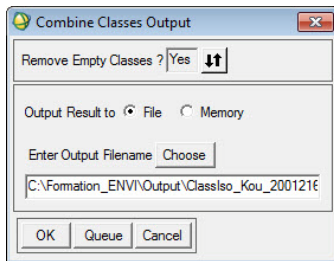 Combine Classes Output
Remove Empty Classes ? Yes
Output Result to File Memory
Enter Output Filename Choose
C:\Formation_ENVI\Output\ClassIso_Kou_2001216
OK Queue Cancel